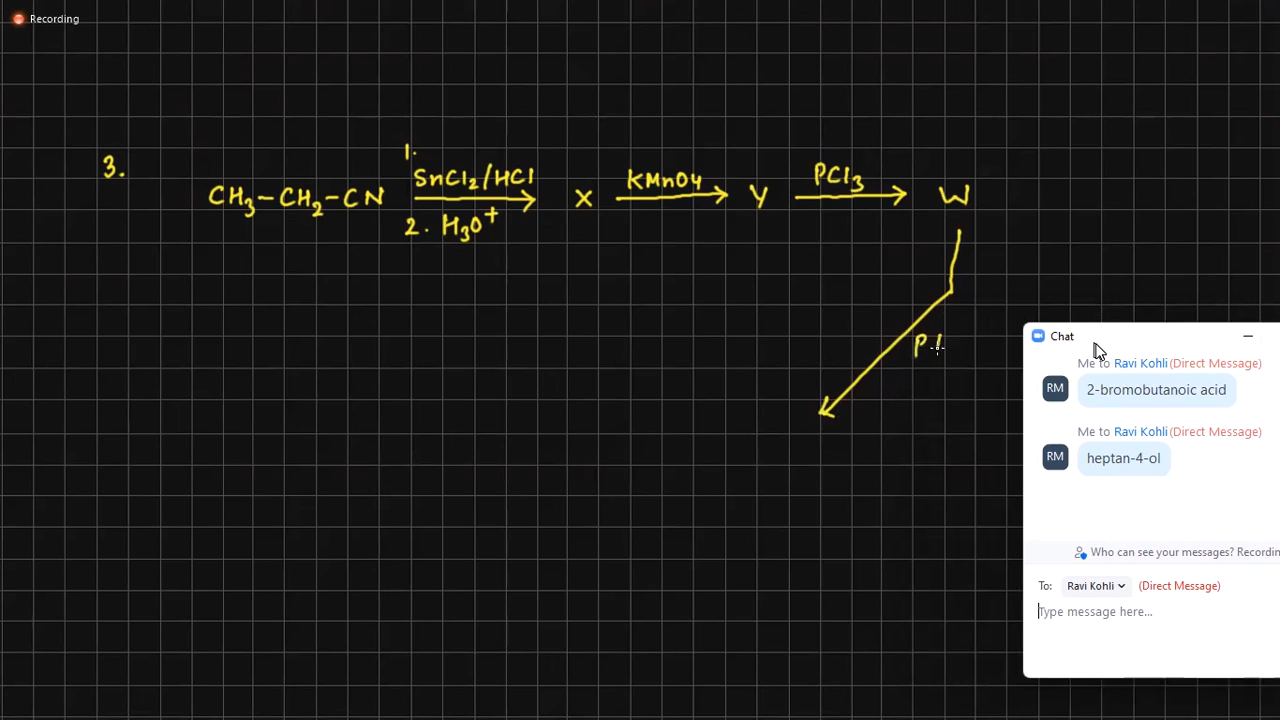 Recording
3.
1.
SnCl2/HCl
KMnO4
PCl3
CH3-CH2-CN
X
Y
W
2. H3O+
P
Chat
Me to Ravi Kohli (Direct Message)
RM
2-bromobutanoic acid
Me to Ravi Kohli (Direct Message)
RM
heptan-4-ol
Who can see your messages? Recordin
To: Ravi Kohli (Direct Message)
Type message here...